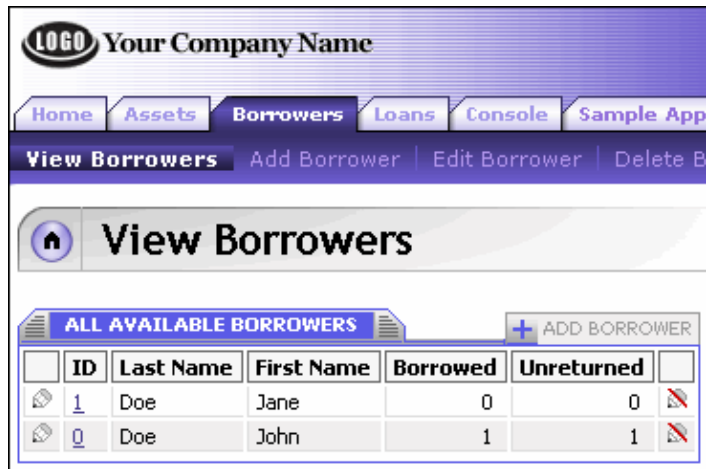 LOGO Your Company Name
Home Assets Borrowers Loans Console Sample App
View Borrowers Add Borrower Edit Borrower Delete B
View Borrowers
ALL AVAILABLE BORROWERS ADD BORROWER
ID Last Name First Name Borrowed Unreturned
1 Doe Jane 0 0
0 Doe John 1 1